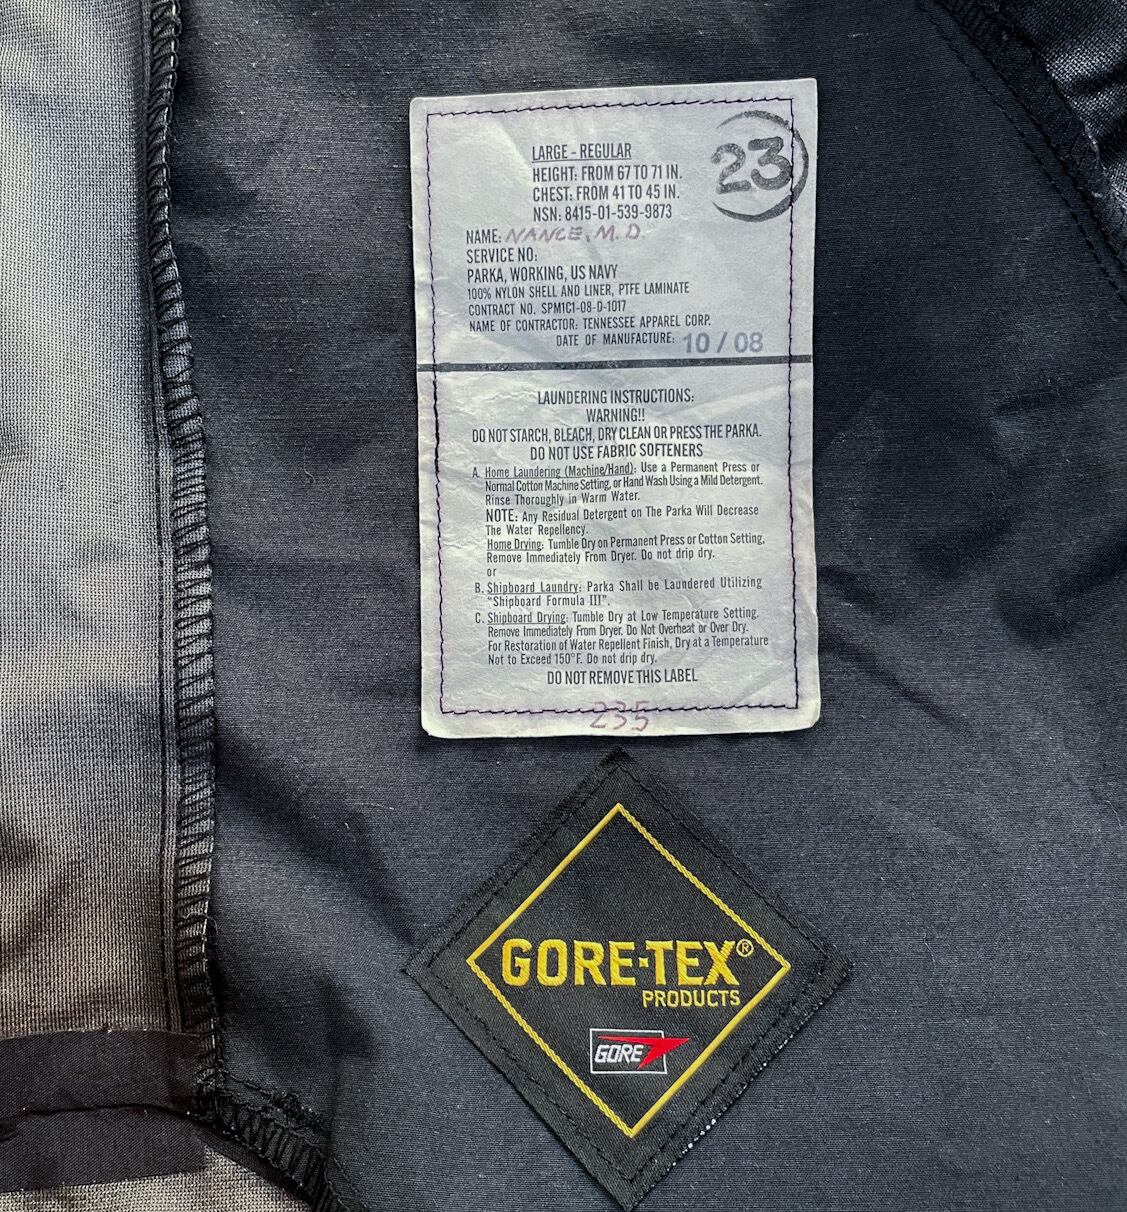 LARGE - REGULAR
HEIGHT: FROM 67 TO 71 IN.
CHEST: FROM 41 TO 45 IN.
NSN: 8415-01-539-9873
23
NAME: NANCE, M. D.
SERVICE NO:
PARKA, WORKING, US NAVY
100% NYLON SHELL AND LINER, PTFE LAMINATE
CONTRACT NO. SPM1C1-08-D-1017
NAME OF CONTRACTOR: TENNESSEE APPAREL CORP.
DATE OF MANUFACTURE: 10 / 08
LAUNDERING INSTRUCTIONS:
WARNING!!
DO NOT STARCH, BLEACH, DRY CLEAN OR PRESS THE PARKA.
DO NOT USE FABRIC SOFTENERS
A. Home Laundering (Machine/Hand): Use a Permanent Press or
Normal Cotton Machine Setting, or Hand Wash Using a Mild Detergent.
Rinse Thoroughly in Warm Water.
NOTE: Any Residual Detergent on The Parka Will Decrease
The Water Repellency.
Home Drying: Tumble Dry on Permanent Press or Cotton Setting,
Remove Immediately From Dryer. Do not drip dry.
or
B. Shipboard Laundry: Parka Shall be Laundered Utilizing
"Shipboard Formula III".
C. Shipboard Drying: Tumble Dry at Low Temperature Setting.
Remove Immediately From Dryer. Do Not Overheat or Over Dry.
For Restoration of Water Repellent Finish, Dry at a Temperature
Not to Exceed 150°F. Do not drip dry.
DO NOT REMOVE THIS LABEL
235
GORE-TEX®
PRODUCTS
GORE